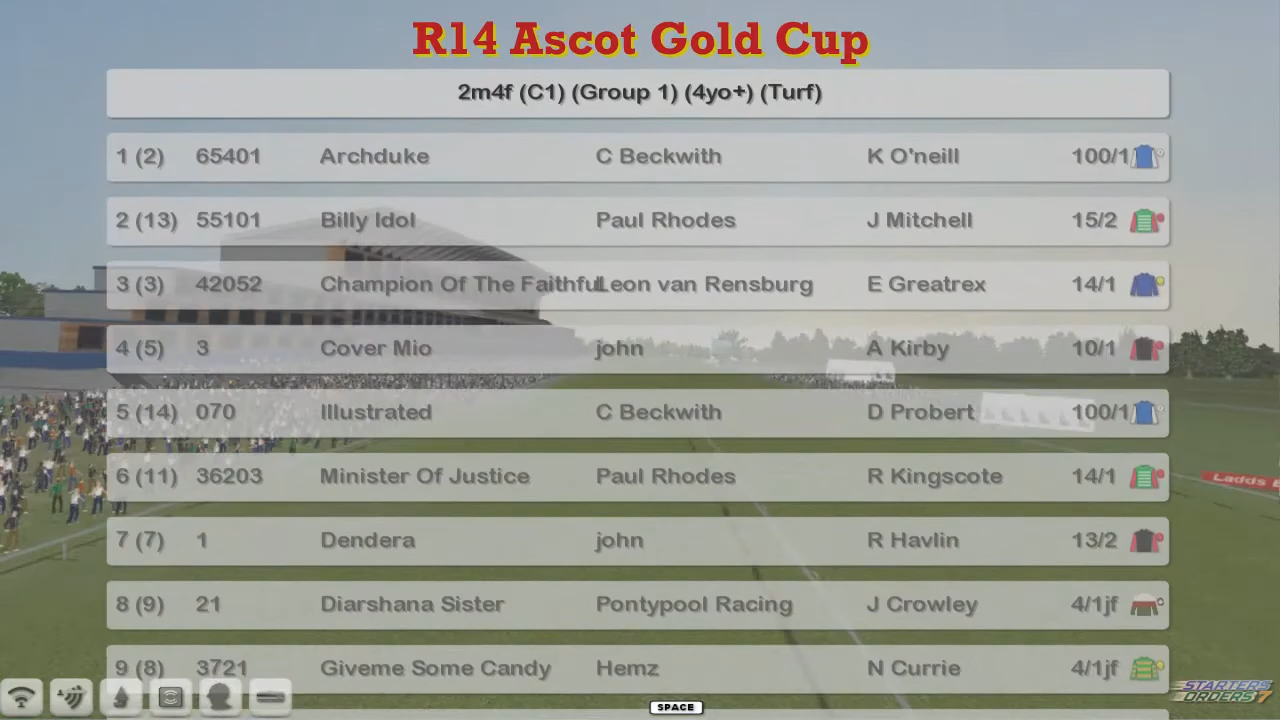 R14 Ascot Gold Cup
2m4f (C1) (Group 1) (4yo+) (Turf)
1 (2) 65401 Archduke C Beckwith K O'neill 100/1
2 (13) 55101 Billy Idol Paul Rhodes J Mitchell 15/2
3 (3) 42052 Champion Of The Faithful Leon van Rensburg E Greatrex 14/1
4 (5) 3 Cover Mio john A Kirby 10/1
5 (14) 070 Illustrated C Beckwith D Probert 100/1
6 (11) 36203 Minister Of Justice Paul Rhodes R Kingscote 14/1
Ladds
7 (7) 1 Dendera john R Havlin 13/2
8 (9) 21 Diarshana Sister Pontypool Racing J Crowley 4/1jf
9 (8) 3721 Giveme Some Candy Hemz N Currie 4/1jf
STARTERS ORDERS 7
SPACE